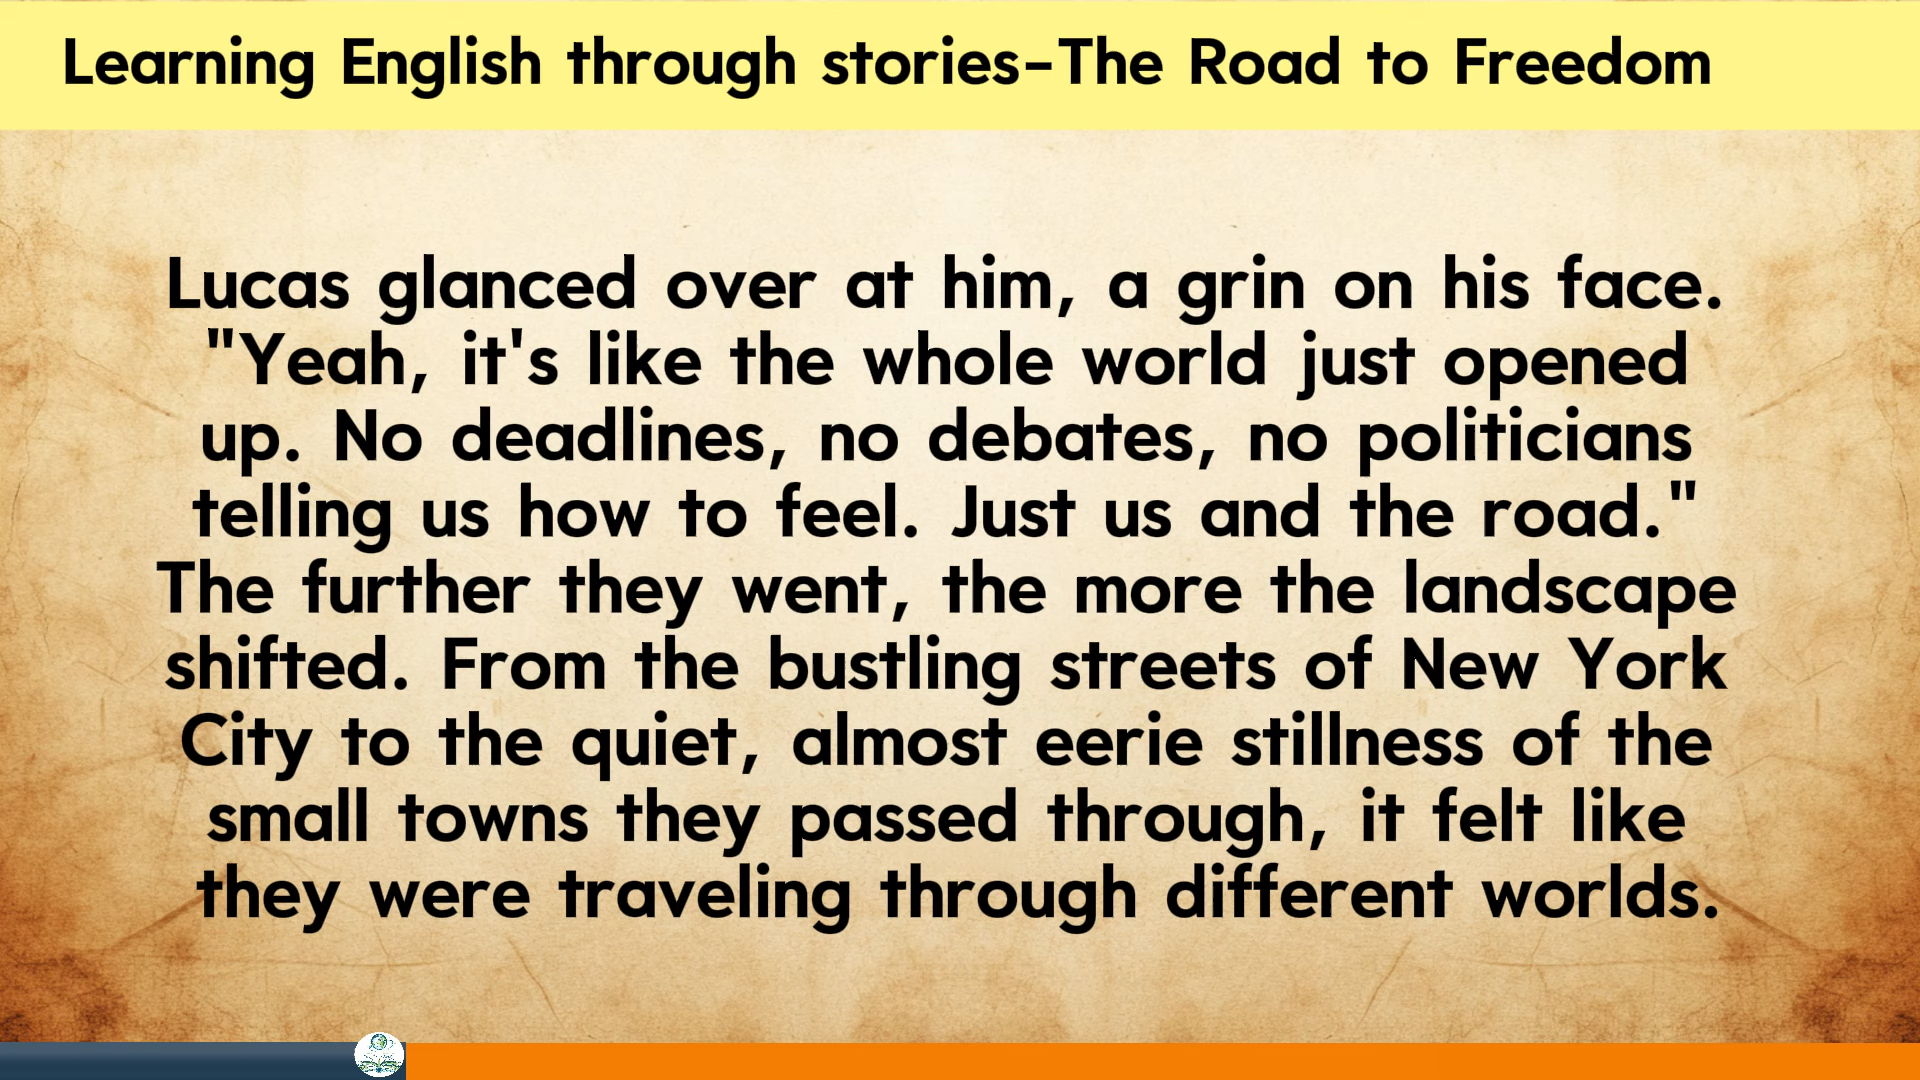 Learning English through stories-The Road to Freedom
Lucas glanced over at him, a grin on his face.
"Yeah, it's like the whole world just opened
up. No deadlines, no debates, no politicians
telling us how to feel. Just us and the road."
The further they went, the more the landscape
shifted. From the bustling streets of New York
City to the quiet, almost eerie stillness of the
small towns they passed through, it felt like
they were traveling through different worlds.